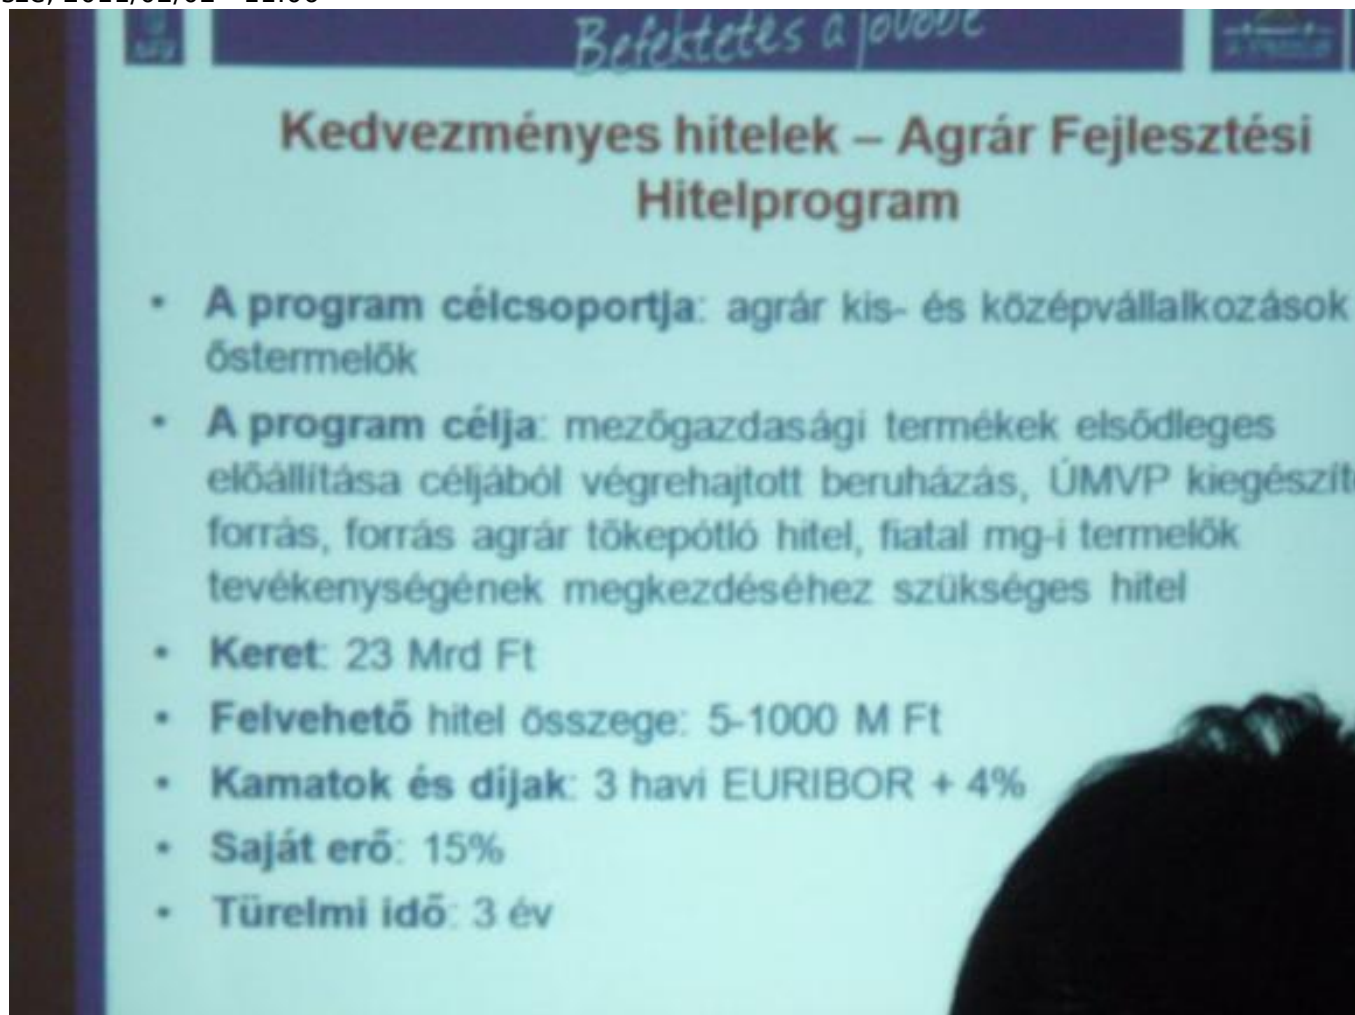 Befektetés a jövőbe
Kedvezményes hitelek – Agrár Fejlesztési
Hitelprogram
• A program célcsoportja: agrár kis- és középvállalkozások
őstermelők
• A program célja: mezőgazdasági termékek elsődleges
előállítása céljából végrehajtott beruházás, ÚMVP
forrás, forrás agrár tőkepótló hitel, fiatal mg-i termelők
tevékenységének megkezdéséhez szükséges hitel
• Keret: 23 Mrd Ft
• Felvehető hitel összege: 5-1000 M Ft
• Kamatok és díjak: 3 havi EURIBOR + 4%
• Saját erő: 15%
• Türelmi idő: 3 év